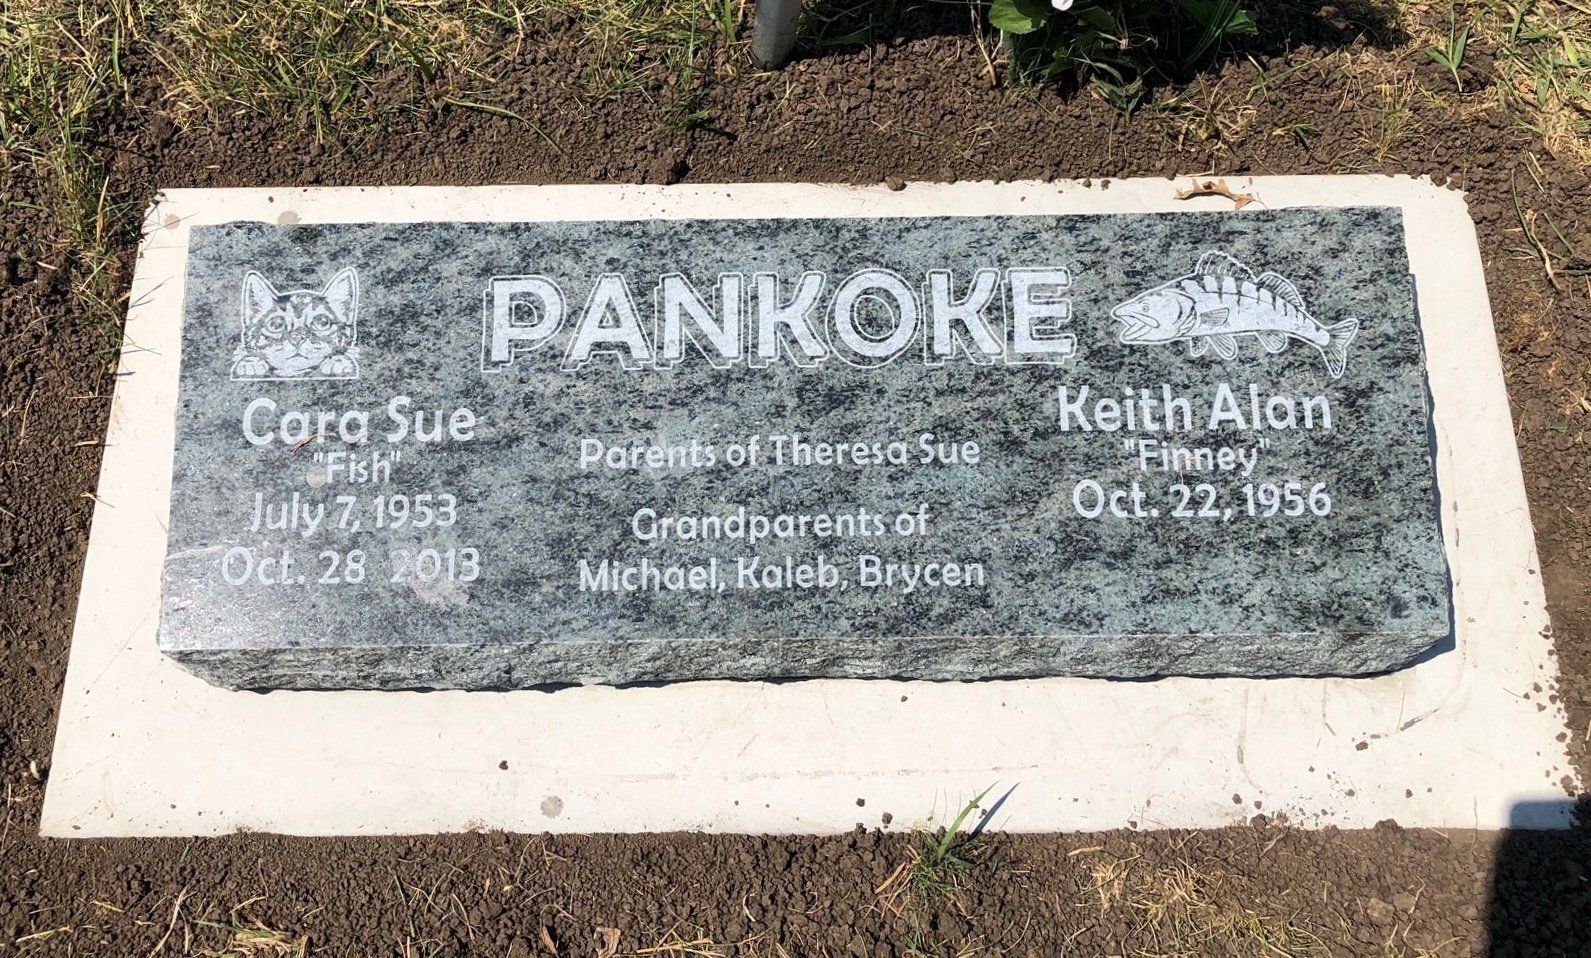 PANKOKE
Cara Sue
"Fish"
July 7, 1953
Oct. 28 2013
Parents of Theresa Sue
Grandparents of
Michael, Kaleb, Brycen
Keith Alan
"Finney"
Oct. 22, 1956